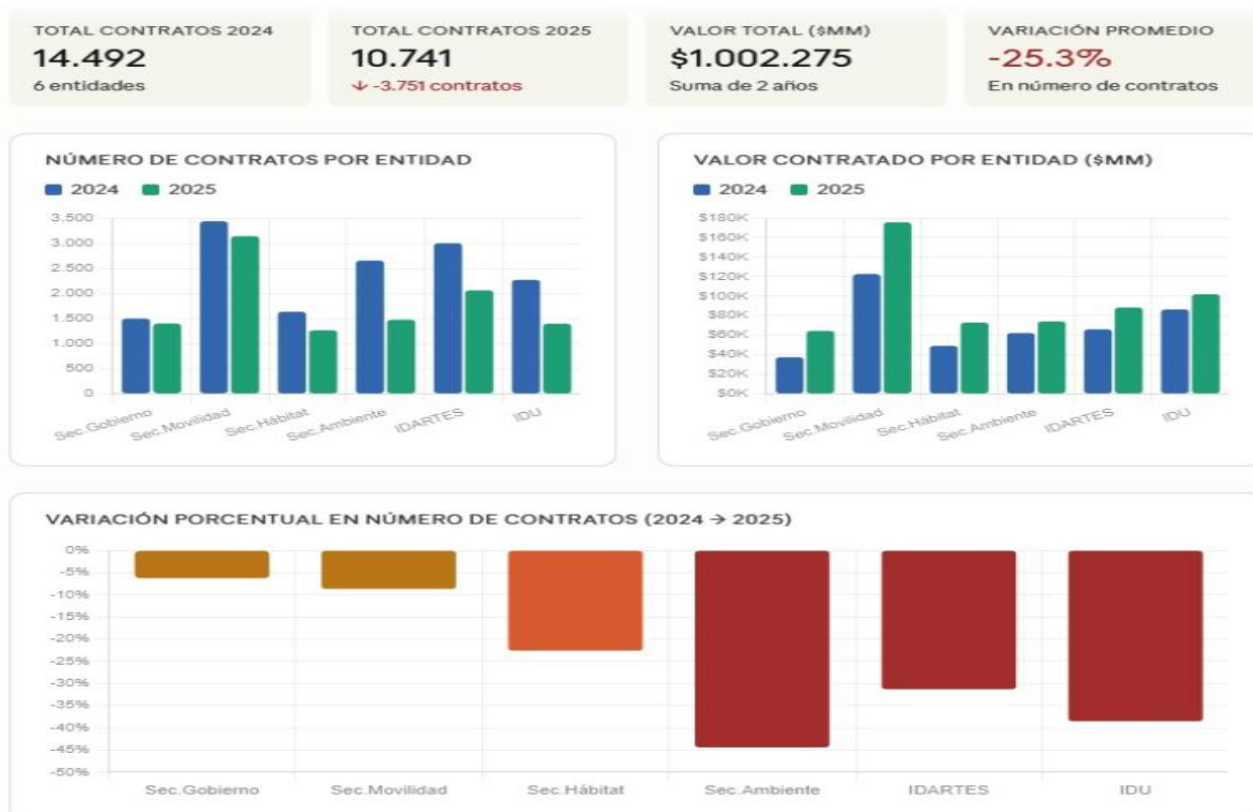 TOTAL CONTRATOS 2024
14.492
6 entidades
TOTAL CONTRATOS 2025
10.741
↓ -3.751 contratos
VALOR TOTAL ($MM)
$1.002.275
Suma de 2 años
VARIACIÓN PROMEDIO
-25.3%
En número de contratos
NÚMERO DE CONTRATOS POR ENTIDAD
2024 2025
3.500
3.000
2.500
2.000
1.500
1.000
500
0
Sec.Gobierno Sec.Movilidad Sec.Hábitat Sec.Ambiente IDARTES IDU
VALOR CONTRATADO POR ENTIDAD ($MM)
2024 2025
$180K
$160K
$140K
$120K
$100K
$80K
$60K
$40K
$20K
$0K
Sec.Gobierno Sec.Movilidad Sec.Hábitat Sec.Ambiente IDARTES IDU
VARIACIÓN PORCENTUAL EN NÚMERO DE CONTRATOS (2024 → 2025)
0%
-5%
-10%
-15%
-20%
-25%
-30%
-35%
-40%
-45%
-50%
Sec.Gobierno Sec.Movilidad Sec.Hábitat Sec.Ambiente IDARTES IDU